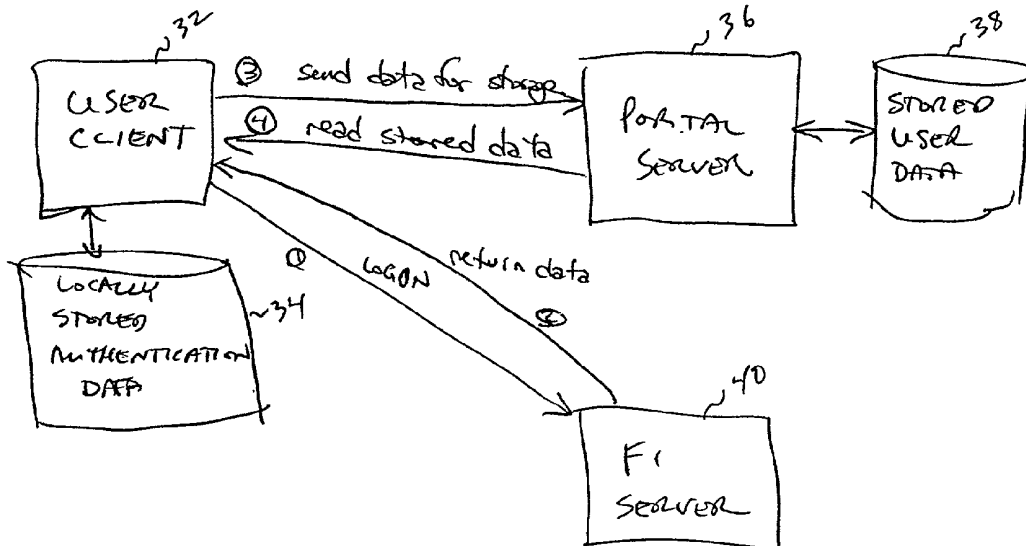 32
36
38
USER
CLIENT
③ send data for storage
④ read stored data
PORTAL
SERVER
STORED
USER
DATA
① LOGON
return data
②
LOCALLY
STORED
AUTHENTICATION
DATA
34
40
FI
SERVER